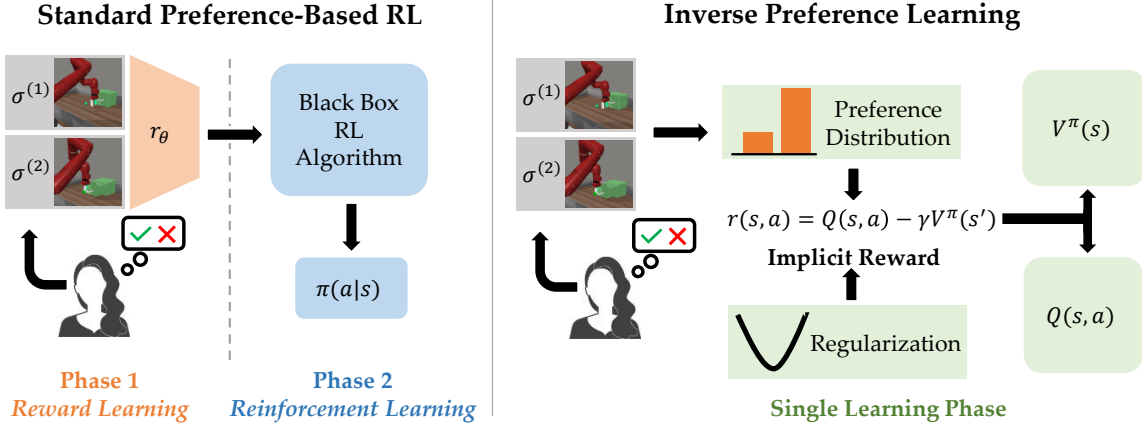 Standard Preference-Based RL
σ⁽¹⁾
σ⁽²⁾
r_θ
Black Box
RL
Algorithm
π(a|s)
Phase 1
Reward Learning
Phase 2
Reinforcement Learning
Inverse Preference Learning
σ⁽¹⁾
σ⁽²⁾
Preference
Distribution
r(s, a) = Q(s, a) − γV^π(s′)
Implicit Reward
Regularization
V^π(s)
Q(s, a)
Single Learning Phase